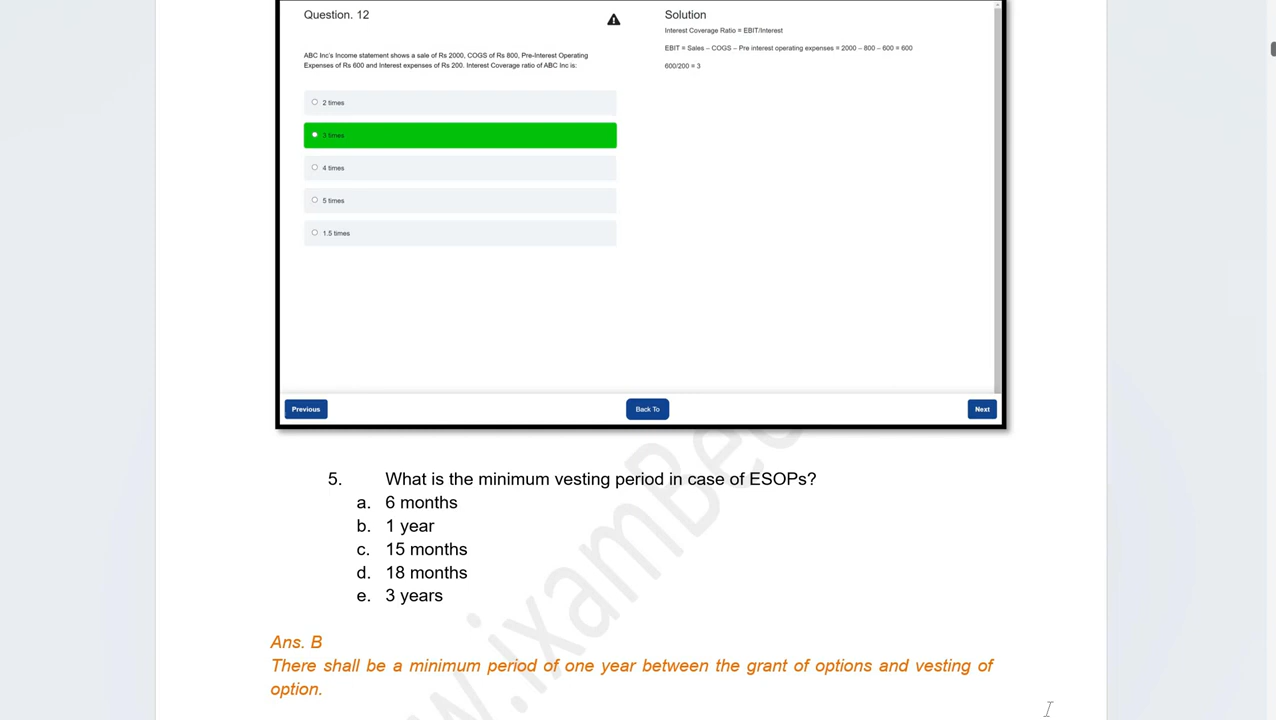 Question. 12
ABC Inc's Income statement shows a sale of Rs 2000, COGS of Rs 800, Pre-Interest Operating
Expenses of Rs 600 and Interest expenses of Rs 200. Interest Coverage ratio of ABC Inc is:
2 times
3 times
4 times
5 times
1.5 times
Solution
Interest Coverage Ratio = EBIT/Interest
EBIT = Sales – COGS – Pre interest operating expenses = 2000 – 800 – 600 = 600
600/200 = 3
Previous
Back To
Next
5. What is the minimum vesting period in case of ESOPs?
a. 6 months
b. 1 year
c. 15 months
d. 18 months
e. 3 years
Ans. B
There shall be a minimum period of one year between the grant of options and vesting of
option.